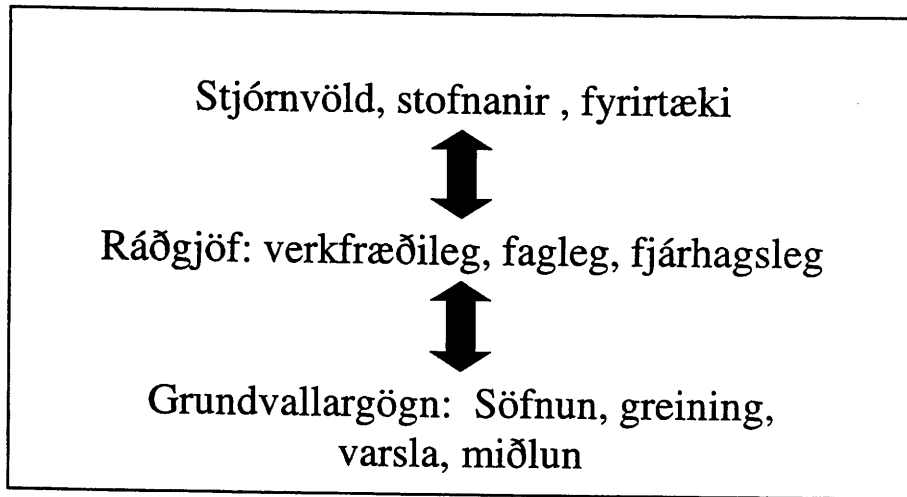 Stjórnvöld, stofnanir , fyrirtæki
Ráðgjöf: verkfræðileg, fagleg, fjárhagsleg
Grundvallargögn: Söfnun, greining,
varsla, miðlun